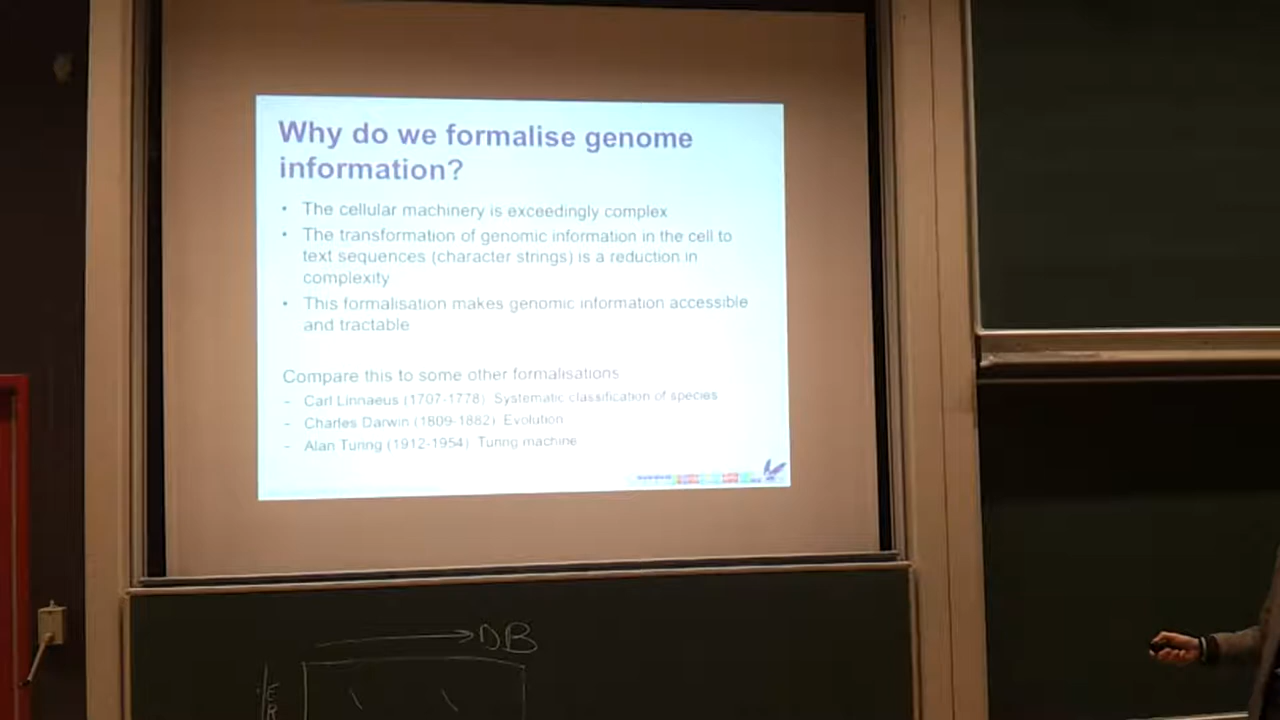 Why do we formalise genome
information?
• The cellular machinery is exceedingly complex
• The transformation of genomic information in the cell to
text sequences (character strings) is a reduction in
complexity
• This formalisation makes genomic information accessible
and tractable
Compare this to some other formalisations
- Carl Linnaeus (1707-1778) Systematic classification of species
- Charles Darwin (1809-1882) Evolution
- Alan Turing (1912-1954) Turing machine
DB